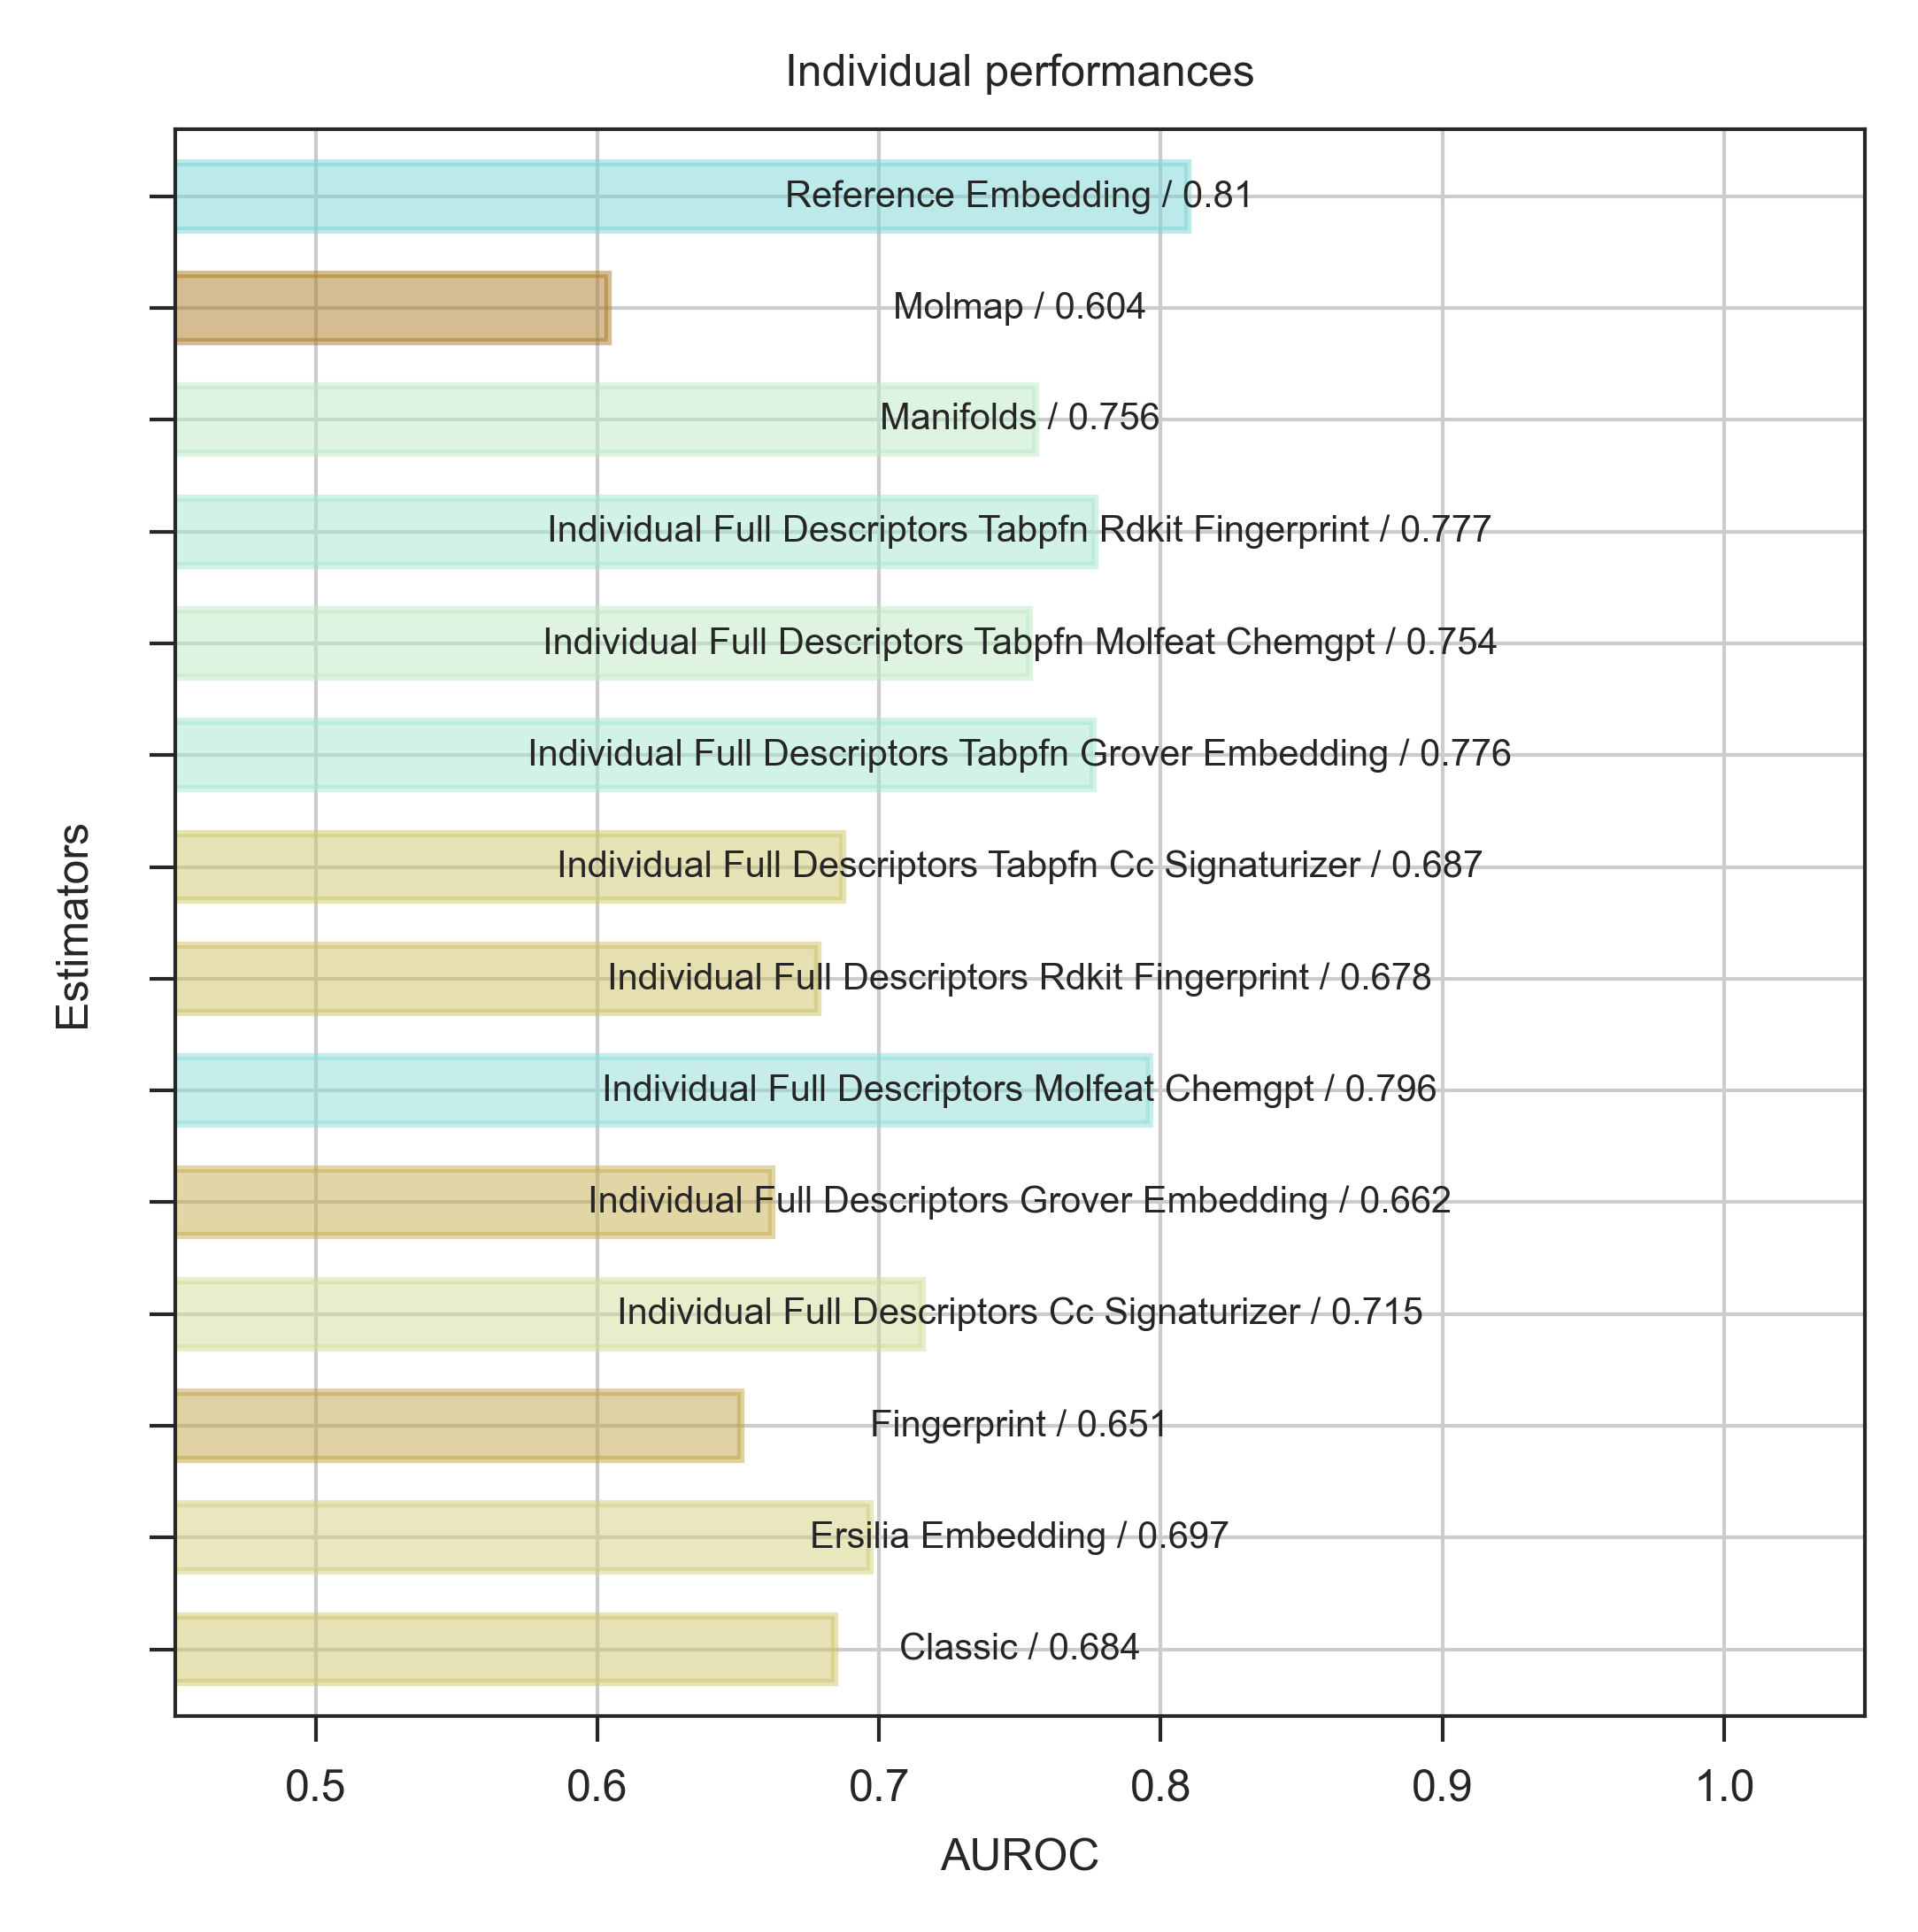 Individual performances
Reference Embedding / 0.81
Molmap / 0.604
Manifolds / 0.756
Individual Full Descriptors Tabpfn Rdkit Fingerprint / 0.777
Individual Full Descriptors Tabpfn Molfeat Chemgpt / 0.754
Individual Full Descriptors Tabpfn Grover Embedding / 0.776
Individual Full Descriptors Tabpfn Cc Signaturizer / 0.687
Individual Full Descriptors Rdkit Fingerprint / 0.678
Individual Full Descriptors Molfeat Chemgpt / 0.796
Individual Full Descriptors Grover Embedding / 0.662
Individual Full Descriptors Cc Signaturizer / 0.715
Fingerprint / 0.651
Ersilia Embedding / 0.697
Classic / 0.684
Estimators
0.5 0.6 0.7 0.8 0.9 1.0
AUROC